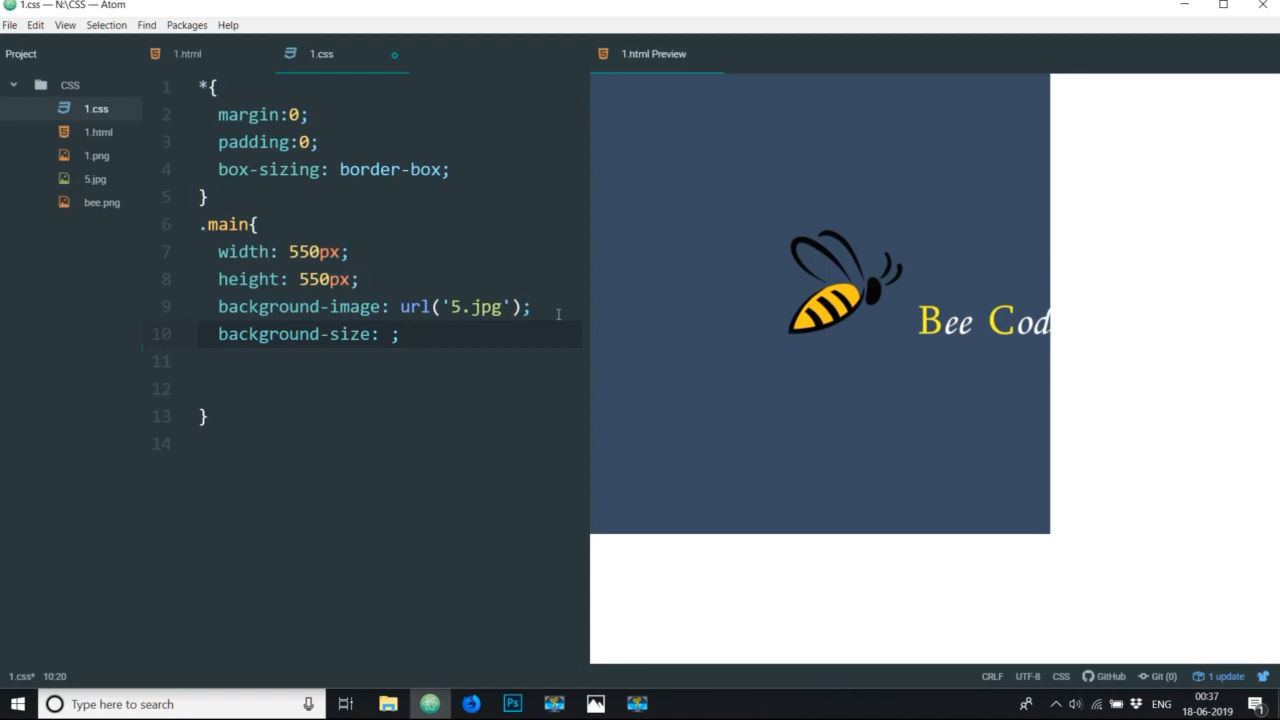 1.css — N:\CSS — Atom
File Edit View Selection Find Packages Help
Project
1.html
1.css
1.html Preview
CSS
1.css
1.html
1.png
5.jpg
bee.png
1 *{
2 margin:0;
3 padding:0;
4 box-sizing: border-box;
5 }
6 .main{
7 width: 550px;
8 height: 550px;
9 background-image: url('5.jpg');
10 background-size: ;
11
12
13 }
14
Bee Cod
1.css* 10:20
CRLF UTF-8 CSS GitHub Git (0) 1 update
Type here to search
Ps
ENG
00:37
18-06-2019
1